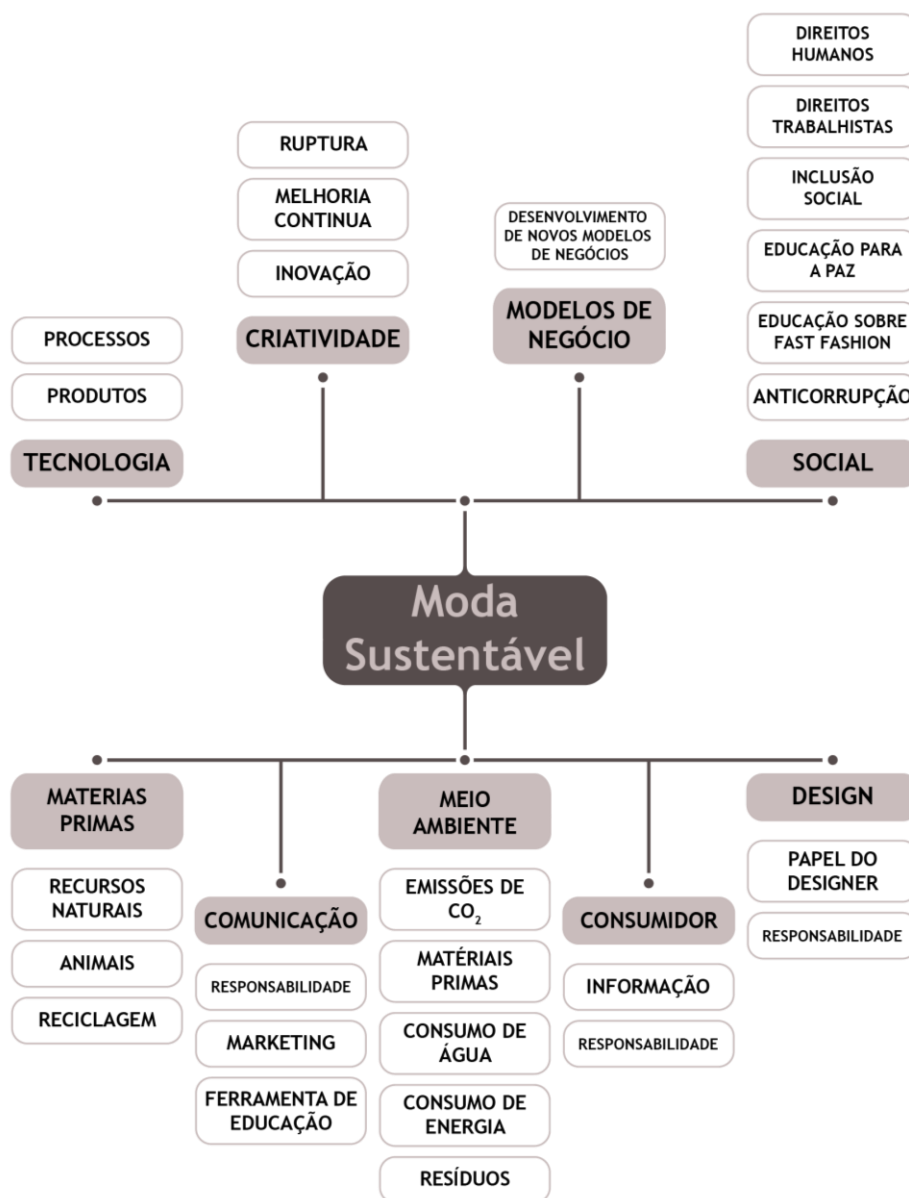 RUPTURA
MELHORIA
CONTINUA
INOVAÇÃO
CRIATIVIDADE
DESENVOLVIMENTO
DE NOVOS MODELOS
DE NEGÓCIOS
MODELOS DE
NEGÓCIO
DIREITOS
HUMANOS
DIREITOS
TRABALHISTAS
INCLUSÃO
SOCIAL
EDUCAÇÃO PARA
A PAZ
EDUCAÇÃO SOBRE
FAST FASHION
ANTICORRUPÇÃO
SOCIAL
PROCESSOS
PRODUTOS
TECNOLOGIA
Moda
Sustentável
MATERIAS
PRIMAS
RECURSOS
NATURAIS
ANIMAIS
RECICLAGEM
COMUNICAÇÃO
RESPONSABILIDADE
MARKETING
FERRAMENTA DE
EDUCAÇÃO
MEIO
AMBIENTE
EMISSÕES DE
CO₂
MATÉRIAIS
PRIMAS
CONSUMO DE
ÁGUA
CONSUMO DE
ENERGIA
RESÍDUOS
CONSUMIDOR
INFORMAÇÃO
RESPONSABILIDADE
DESIGN
PAPEL DO
DESIGNER
RESPONSABILIDADE